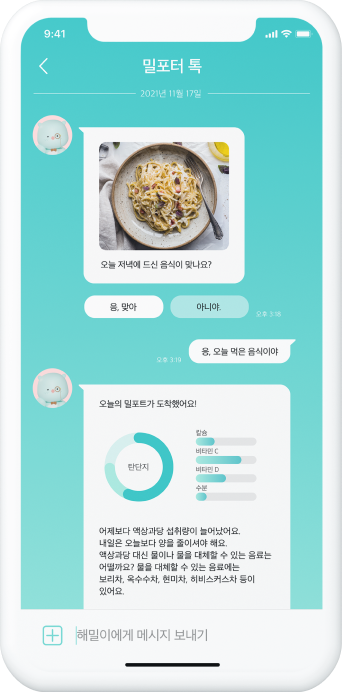 9:41
밀포터 톡
2021년 11월 17일
오늘 저녁에 드신 음식이 맞나요?
응, 맞아
아니야.
오후 3:18
오후 3:19
응, 오늘 먹은 음식이야
오늘의 밀포트가 도착했어요!
탄단지
칼슘
비타민 C
비타민 D
수분
어제보다 액상과당 섭취량이 늘어났어요.
내일은 오늘보다 양을 줄이셔야 해요.
액상과당 대신 물이나 물을 대체할 수 있는 음료는
어떨까요? 물을 대체할 수 있는 음료에는
보리차, 옥수수차, 현미차, 히비스커스차 등이
있어요.
해밀이에게 메시지 보내기